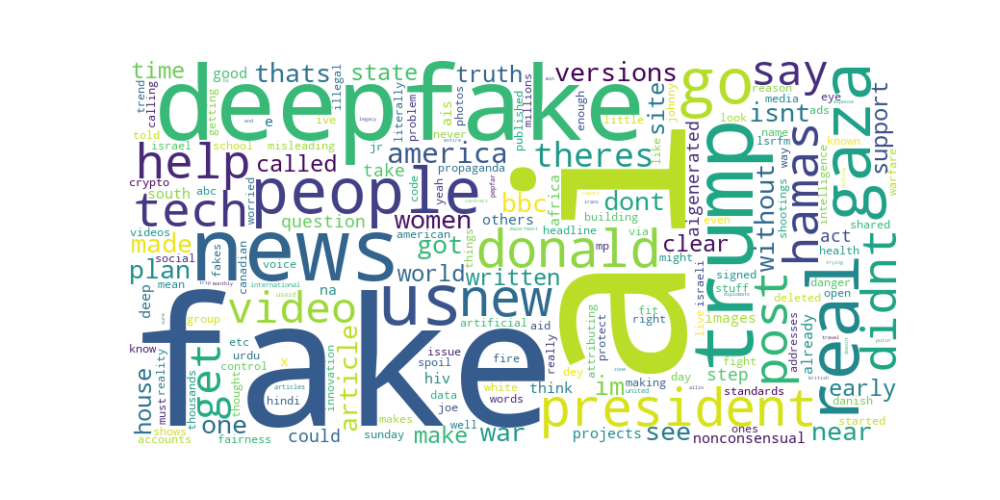 time
good
thats
state
truth
versions
go
say
deepfake
help
called
america
theres
site
isnt
gaza
hamas
support
tech
people
women
bbc
dont
ai
trump
without
made
news
question
got
donald
clear
didnt
plan
world
written
video
us
new
post
real
fake
house
get
one
article
im
president
step
early
near
could
make
war
see
think
projects
nonconsensual
standards
danish
started
already
addresses
images
deleted
danger
open
act
health
shared
warfare
intelligence
known
name
way
shootings
media
ads
eye
reason
johnny
look
little
like
aigenerated
even
lsrfm
trend
calling
told
israel
school
misleading
getting
illegal
ive
jr
e
literally
problem
photos
ais
never
published
millions
enough
take
propaganda
yeah
code
africa
others
headline
building
via
mp
might
signed
stuff
israeli
live
fit
right
protect
attributing
fight
day
making
dey
really
fire
aid
artificial
issue
spoil
hiv
data
joe
white
words
well
makes
sunday
things
american
abc
south
crypto
worried
videos
social
mean
deep
fakes
canadian
voice
international
na
group
etc
urdu
control
x
hindi
articles
thought
thousands
innovation
know
must
reality
shows
accounts
fairness
ones
usaid
pepfar
monthly
trip
legacy
department
united
travel
british
putin
trying